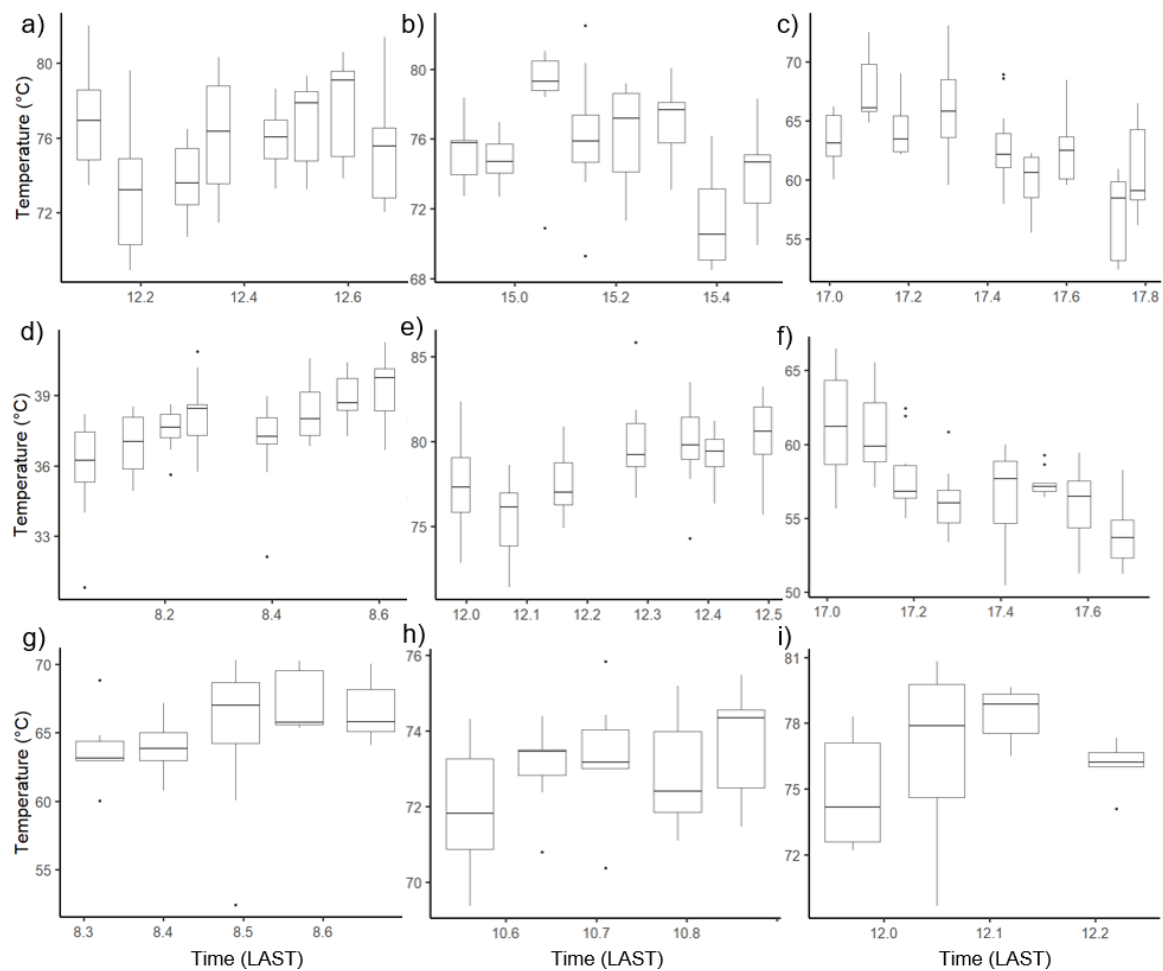 a) b) c)
80
76
72
Temperature (°C)
12.2 12.4 12.6
80
76
72
68
15.0 15.2 15.4
70
65
60
55
17.0 17.2 17.4 17.6 17.8
d) e) f)
39
36
33
Temperature (°C)
8.2 8.4 8.6
85
80
75
12.0 12.1 12.2 12.3 12.4 12.5
65
60
55
50
17.0 17.2 17.4 17.6
g) h) i)
70
65
60
55
Temperature (°C)
8.3 8.4 8.5 8.6
Time (LAST)
76
74
72
70
10.6 10.7 10.8
Time (LAST)
81
78
75
72
12.0 12.1 12.2
Time (LAST)